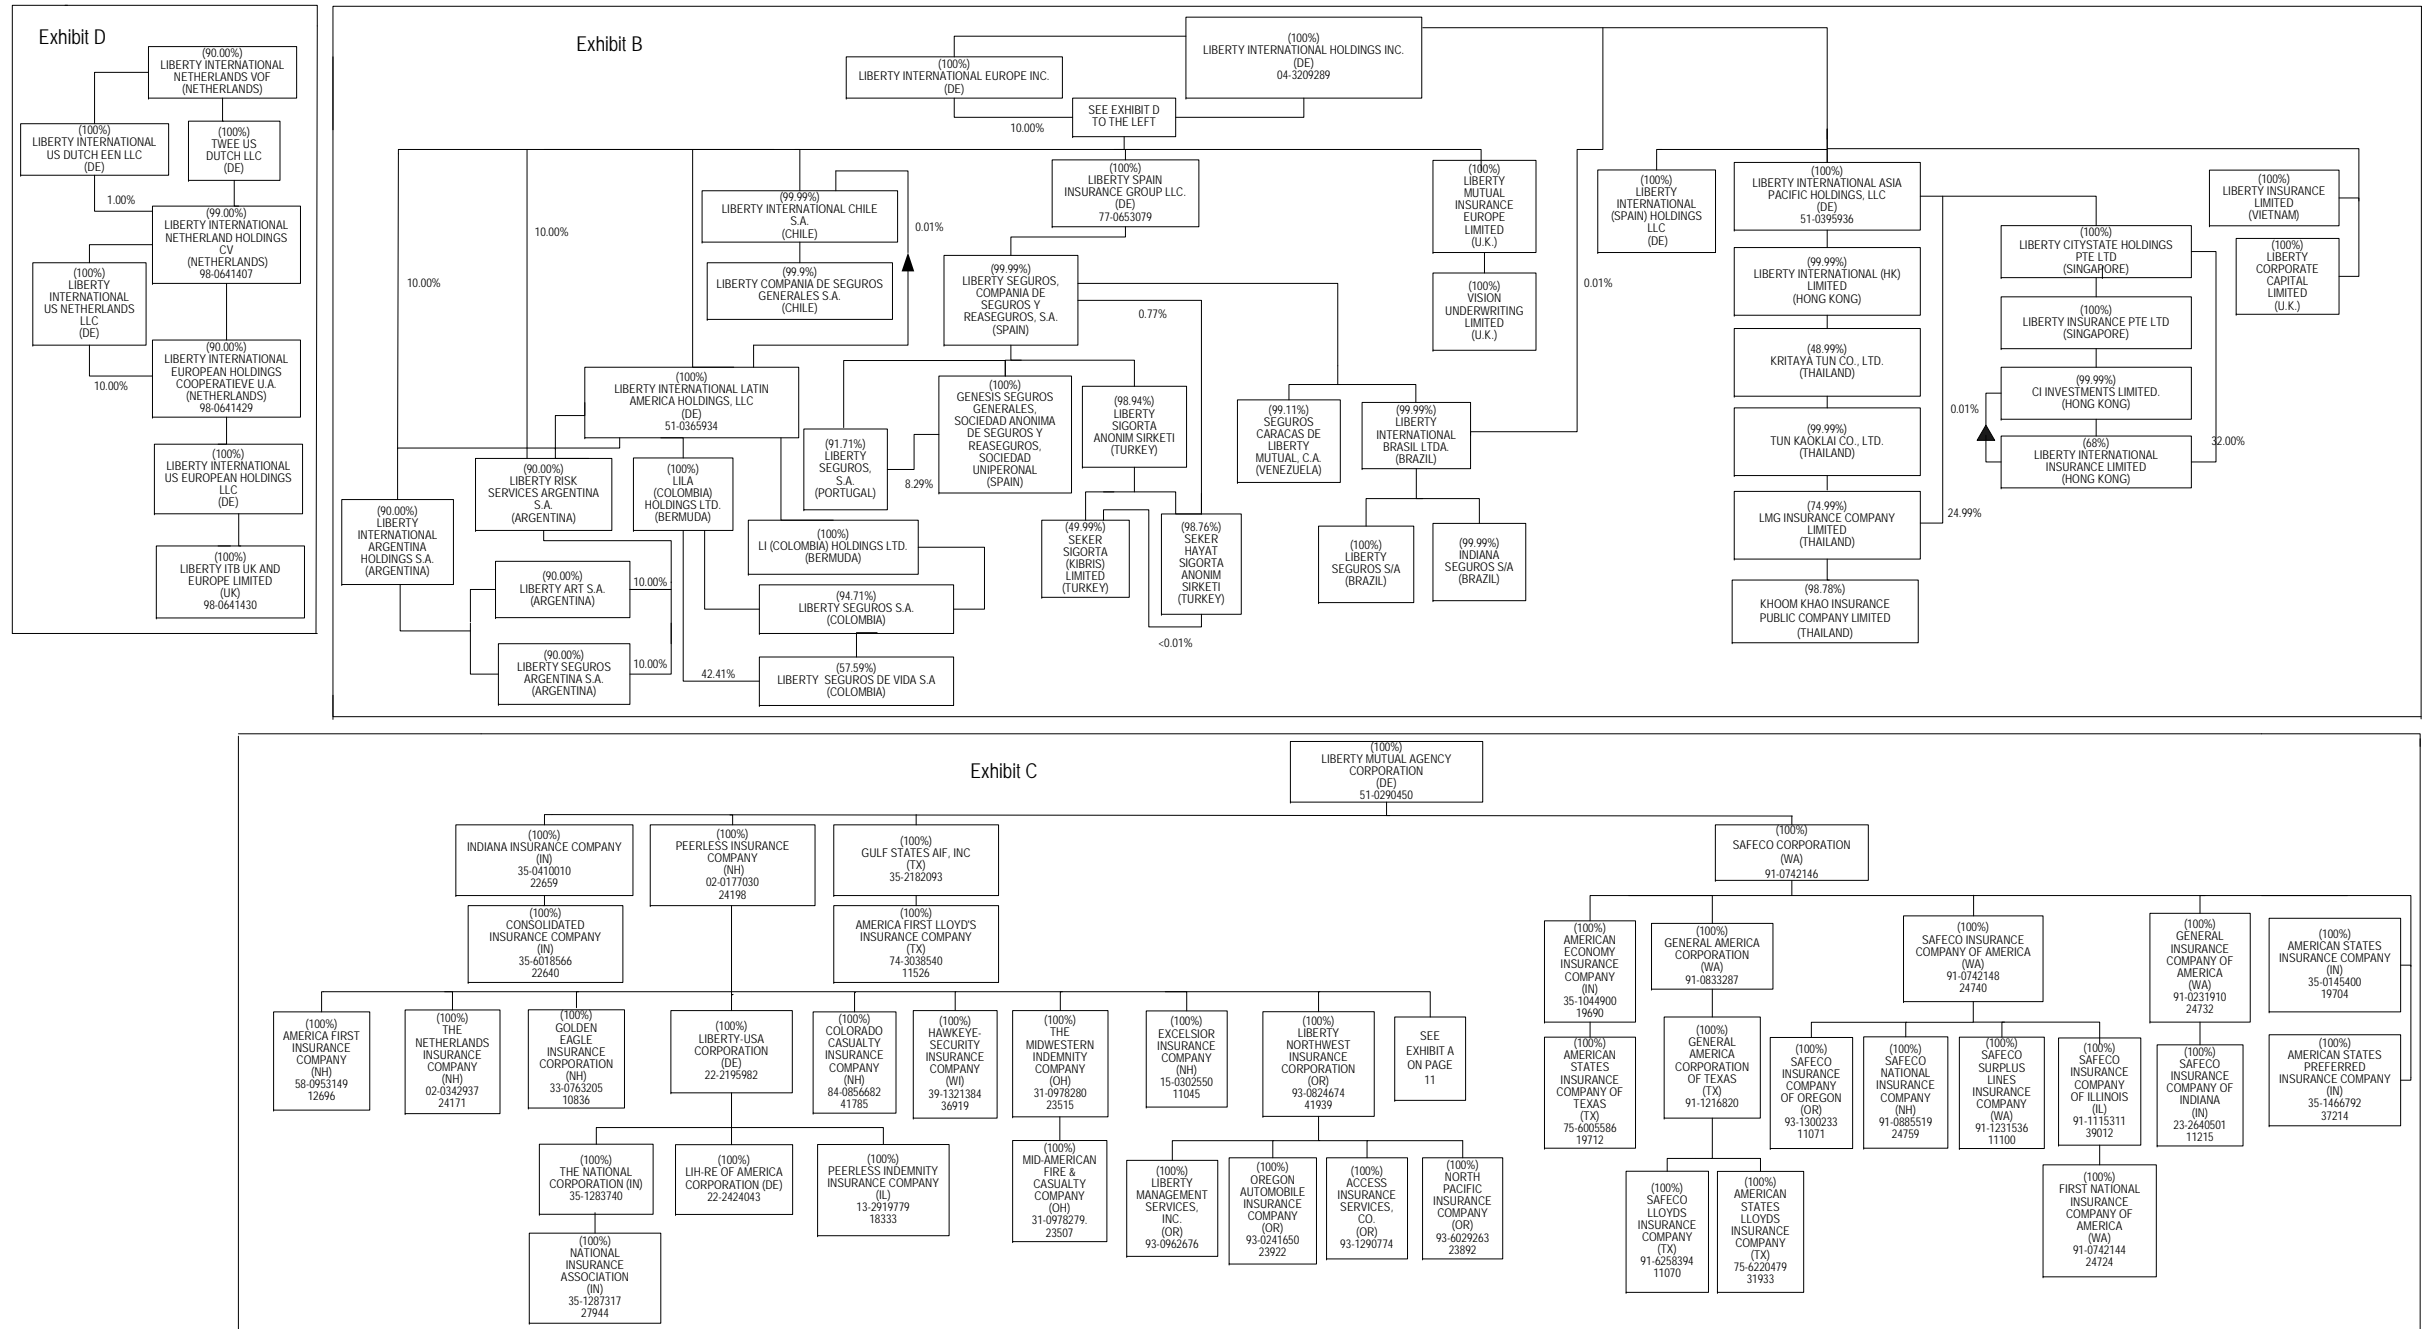 Exhibit D
(90.00%)
LIBERTY INTERNATIONAL
NETHERLANDS VOF
(NETHERLANDS)
(100%)
LIBERTY INTERNATIONAL
US DUTCH EEN LLC
(DE)
(100%)
TWEE US
DUTCH LLC
(DE)
1.00%
(99.00%)
LIBERTY INTERNATIONAL
NETHERLAND HOLDINGS
CV
(NETHERLANDS)
98-0641407
(100%)
LIBERTY
INTERNATIONAL
US NETHERLANDS
LLC
(DE)
10.00%
(90.00%)
LIBERTY INTERNATIONAL
EUROPEAN HOLDINGS
COOPERATIEVE U.A.
(NETHERLANDS)
98-0641429
(100%)
LIBERTY INTERNATIONAL
US EUROPEAN HOLDINGS
LLC
(DE)
(100%)
LIBERTY ITB UK AND
EUROPE LIMITED
(UK)
98-0641430
Exhibit B
(100%)
LIBERTY INTERNATIONAL HOLDINGS INC.
(DE)
04-3209289
(100%)
LIBERTY INTERNATIONAL EUROPE INC.
(DE)
SEE EXHIBIT D
TO THE LEFT
10.00%
10.00%
10.00%
(99.99%)
LIBERTY INTERNATIONAL CHILE
S.A.
(CHILE)
0.01%
(99.9%)
LIBERTY COMPANIA DE SEGUROS
GENERALES S.A.
(CHILE)
(100%)
LIBERTY SPAIN
INSURANCE GROUP LLC.
(DE)
77-0653079
(99.99%)
LIBERTY SEGUROS,
COMPANIA DE
SEGUROS Y
REASEGUROS, S.A.
(SPAIN)
0.77%
(100%)
LIBERTY
MUTUAL
INSURANCE
EUROPE
LIMITED
(U.K.)
(100%)
VISION
UNDERWRITING
LIMITED
(U.K.)
0.01%
(100%)
LIBERTY INTERNATIONAL LATIN
AMERICA HOLDINGS, LLC
(DE)
51-0365934
(91.71%)
LIBERTY
SEGUROS,
S.A.
(PORTUGAL)
8.29%
(100%)
GENESIS SEGUROS
GENERALES,
SOCIEDAD ANONIMA
DE SEGUROS Y
REASEGUROS,
SOCIEDAD
UNIPERONAL
(SPAIN)
(98.94%)
LIBERTY
SIGORTA
ANONIM SIRKETI
(TURKEY)
(99.11%)
SEGUROS
CARACAS DE
LIBERTY
MUTUAL, C.A.
(VENEZUELA)
(99.99%)
LIBERTY
INTERNATIONAL
BRASIL LTDA.
(BRAZIL)
(90.00%)
LIBERTY
INTERNATIONAL
ARGENTINA
HOLDINGS S.A.
(ARGENTINA)
(90.00%)
LIBERTY RISK
SERVICES ARGENTINA
S.A.
(ARGENTINA)
(100%)
LILA
(COLOMBIA)
HOLDINGS LTD.
(BERMUDA)
(100%)
LI (COLOMBIA) HOLDINGS LTD.
(BERMUDA)
(90.00%)
LIBERTY ART S.A.
(ARGENTINA)
10.00%
(94.71%)
LIBERTY SEGUROS S.A.
(COLOMBIA)
(90.00%)
LIBERTY SEGUROS
ARGENTINA S.A.
(ARGENTINA)
10.00%
42.41%
(57.59%)
LIBERTY SEGUROS DE VIDA S.A
(COLOMBIA)
(49.99%)
SEKER
SIGORTA
(KIBRIS)
LIMITED
(TURKEY)
(98.76%)
SEKER
HAYAT
SIGORTA
ANONIM
SIRKETI
(TURKEY)
<0.01%
(100%)
LIBERTY
SEGUROS S/A
(BRAZIL)
(99.99%)
INDIANA
SEGUROS S/A
(BRAZIL)
(100%)
LIBERTY
INTERNATIONAL
(SPAIN) HOLDINGS
LLC
(DE)
(100%)
LIBERTY INTERNATIONAL ASIA
PACIFIC HOLDINGS, LLC
(DE)
51-0395936
(99.99%)
LIBERTY INTERNATIONAL (HK)
LIMITED
(HONG KONG)
(48.99%)
KRITAYA TUN CO., LTD.
(THAILAND)
(99.99%)
TUN KAOKLAI CO., LTD.
(THAILAND)
(74.99%)
LMG INSURANCE COMPANY
LIMITED
(THAILAND)
24.99%
(98.78%)
KHOOM KHAO INSURANCE
PUBLIC COMPANY LIMITED
(THAILAND)
(100%)
LIBERTY CITYSTATE HOLDINGS
PTE LTD
(SINGAPORE)
(100%)
LIBERTY INSURANCE PTE LTD
(SINGAPORE)
(99.99%)
CI INVESTMENTS LIMITED.
(HONG KONG)
0.01%
(68%)
LIBERTY INTERNATIONAL
INSURANCE LIMITED
(HONG KONG)
32.00%
(100%)
LIBERTY INSURANCE
LIMITED
(VIETNAM)
(100%)
LIBERTY
CORPORATE
CAPITAL
LIMITED
(U.K.)
Exhibit C
(100%)
LIBERTY MUTUAL AGENCY
CORPORATION
(DE)
51-0290450
(100%)
INDIANA INSURANCE COMPANY
(IN)
35-0410010
22659
(100%)
PEERLESS INSURANCE
COMPANY
(NH)
02-0177030
24198
(100%)
GULF STATES AIF, INC
(TX)
35-2182093
(100%)
SAFECO CORPORATION
(WA)
91-0742146
(100%)
CONSOLIDATED
INSURANCE COMPANY
(IN)
35-6018566
22640
(100%)
AMERICA FIRST LLOYD'S
INSURANCE COMPANY
(TX)
74-3038540
11526
(100%)
AMERICA FIRST
INSURANCE
COMPANY
(NH)
58-0953149
12696
(100%)
THE
NETHERLANDS
INSURANCE
COMPANY
(NH)
02-0342937
24171
(100%)
GOLDEN
EAGLE
INSURANCE
CORPORATION
(NH)
33-0763205
10836
(100%)
LIBERTY-USA
CORPORATION
(DE)
22-2195982
(100%)
COLORADO
CASUALTY
INSURANCE
COMPANY
(NH)
84-0856682
41785
(100%)
HAWKEYE-
SECURITY
INSURANCE
COMPANY
(WI)
39-1321384
36919
(100%)
THE
MIDWESTERN
INDEMNITY
COMPANY
(OH)
31-0978280
23515
(100%)
EXCELSIOR
INSURANCE
COMPANY
(NH)
15-0302550
11045
(100%)
LIBERTY
NORTHWEST
INSURANCE
CORPORATION
(OR)
93-0824674
41939
SEE
EXHIBIT A
ON PAGE
11
(100%)
THE NATIONAL
CORPORATION (IN)
35-1283740
(100%)
LIH-RE OF AMERICA
CORPORATION (DE)
22-2424043
(100%)
PEERLESS INDEMNITY
INSURANCE COMPANY
(IL)
13-2919779
18333
(100%)
NATIONAL
INSURANCE
ASSOCIATION
(IN)
35-1287317
27944
(100%)
MID-AMERICAN
FIRE &
CASUALTY
COMPANY
(OH)
31-0978279.
23507
(100%)
LIBERTY
MANAGEMENT
SERVICES,
INC.
(OR)
93-0962676
(100%)
OREGON
AUTOMOBILE
INSURANCE
COMPANY
(OR)
93-0241650
23922
(100%)
ACCESS
INSURANCE
SERVICES,
CO.
(OR)
93-1290774
(100%)
NORTH
PACIFIC
INSURANCE
COMPANY
(OR)
93-6029263
23892
(100%)
AMERICAN
ECONOMY
INSURANCE
COMPANY
(IN)
35-1044900
19690
(100%)
GENERAL AMERICA
CORPORATION
(WA)
91-0833287
(100%)
SAFECO INSURANCE
COMPANY OF AMERICA
(WA)
91-0742148
24740
(100%)
GENERAL
INSURANCE
COMPANY OF
AMERICA
(WA)
91-0231910
24732
(100%)
AMERICAN STATES
INSURANCE COMPANY
(IN)
35-0145400
19704
(100%)
AMERICAN
STATES
INSURANCE
COMPANY OF
TEXAS
(TX)
75-6005586
19712
(100%)
GENERAL
AMERICA
CORPORATION
OF TEXAS
(TX)
91-1216820
(100%)
SAFECO
INSURANCE
COMPANY
OF OREGON
(OR)
93-1300233
11071
(100%)
SAFECO
NATIONAL
INSURANCE
COMPANY
(NH)
91-0885519
24759
(100%)
SAFECO
SURPLUS
LINES
INSURANCE
COMPANY
(WA)
91-1231536
11100
(100%)
SAFECO
INSURANCE
COMPANY
OF ILLINOIS
(IL)
91-1115311
39012
(100%)
SAFECO
INSURANCE
COMPANY OF
INDIANA
(IN)
23-2640501
11215
(100%)
AMERICAN STATES
PREFERRED
INSURANCE COMPANY
(IN)
35-1466792
37214
(100%)
SAFECO
LLOYDS
INSURANCE
COMPANY
(TX)
91-6258394
11070
(100%)
AMERICAN
STATES
LLOYDS
INSURANCE
COMPANY
(TX)
75-6220479
31933
(100%)
FIRST NATIONAL
INSURANCE
COMPANY OF
AMERICA
(WA)
91-0742144
24724